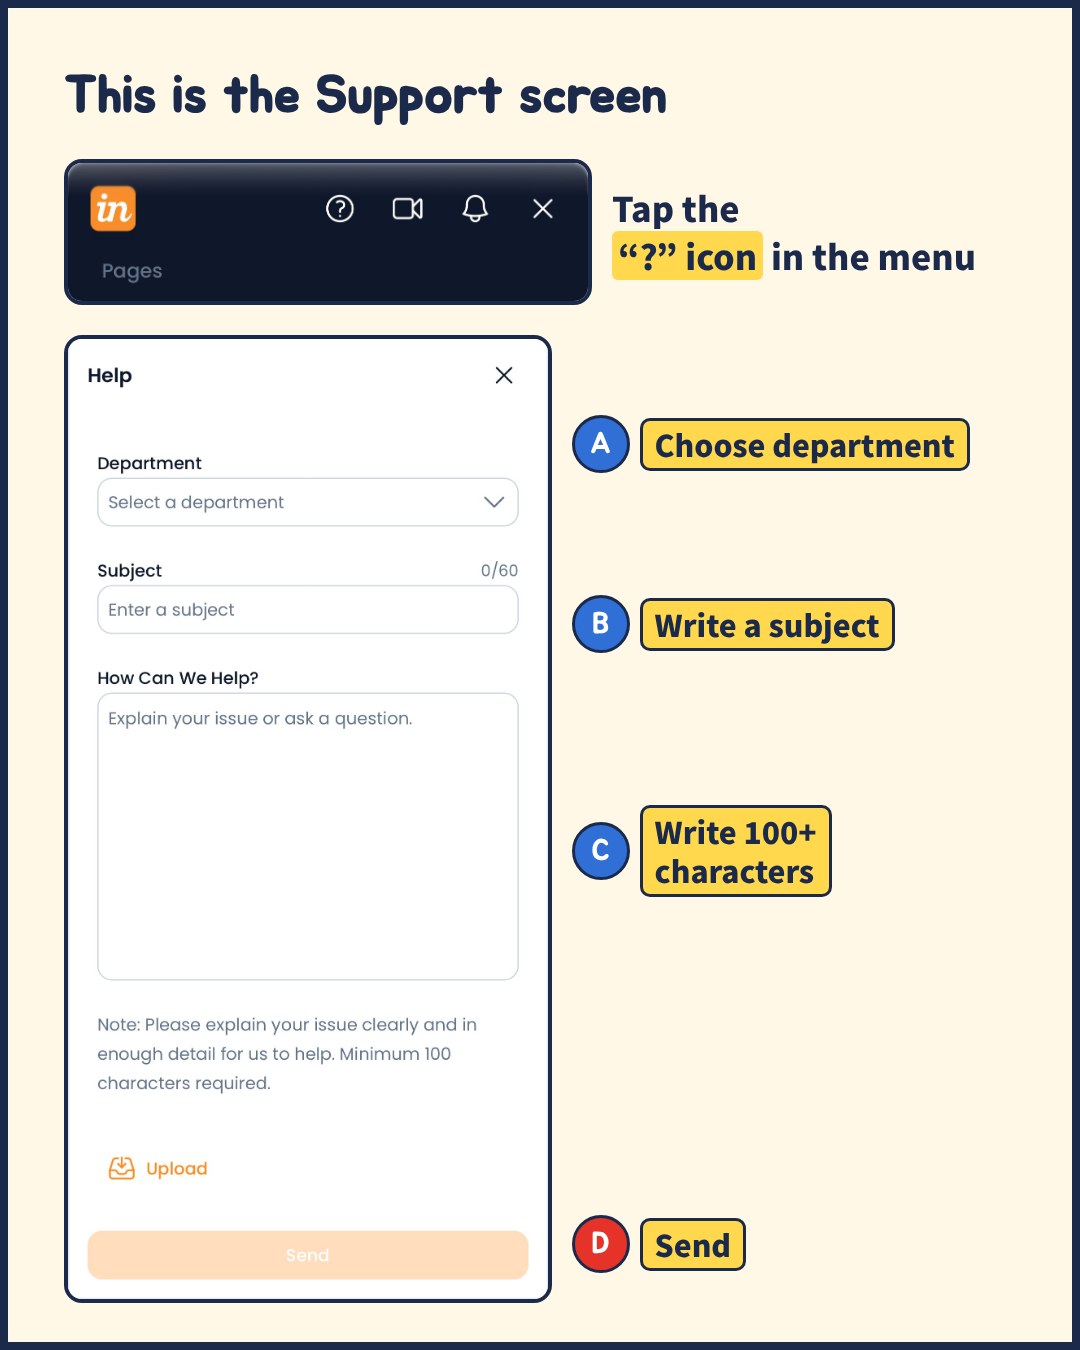 This is the Support screen
in
Pages
Tap the
“?” icon in the menu
Help
Department
Select a department
Subject 0/60
Enter a subject
How Can We Help?
Explain your issue or ask a question.
Note: Please explain your issue clearly and in
enough detail for us to help. Minimum 100
characters required.
Upload
Send
A Choose department
B Write a subject
C Write 100+
characters
D Send